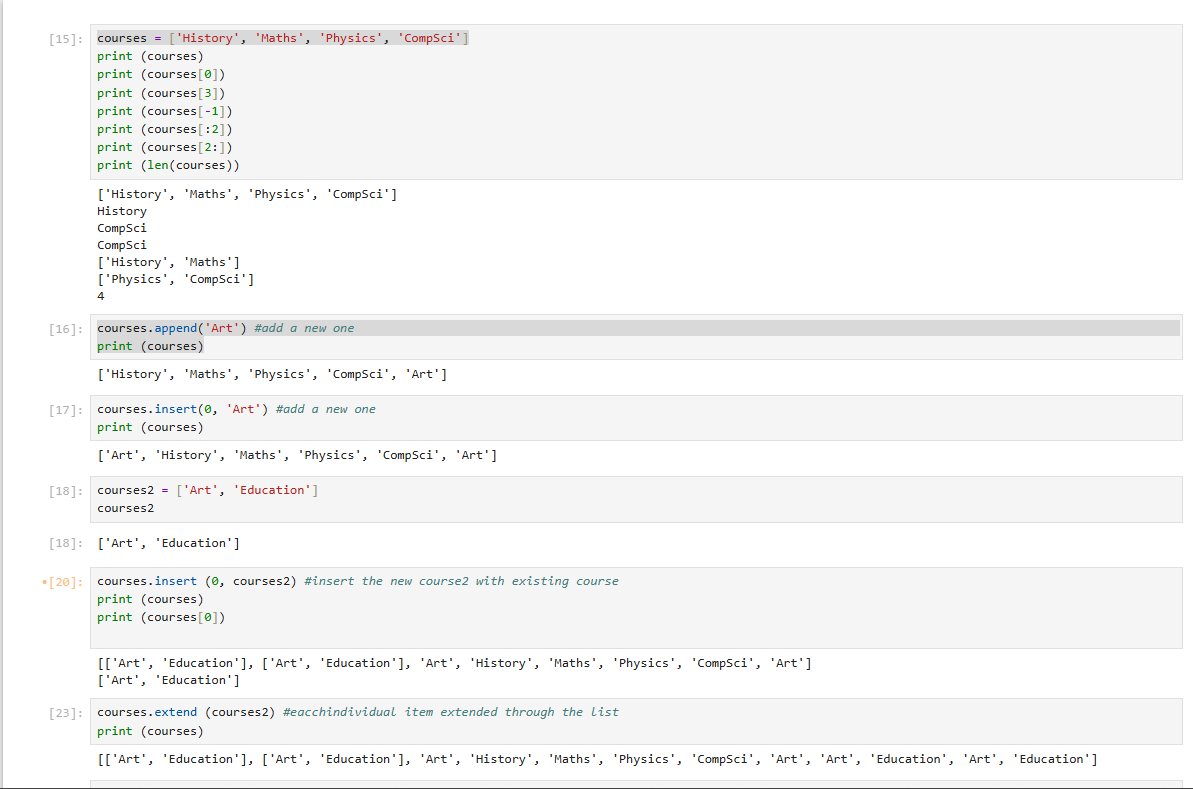 [15]: courses = ['History', 'Maths', 'Physics', 'CompSci']
print (courses)
print (courses[0])
print (courses[3])
print (courses[-1])
print (courses[:2])
print (courses[2:])
print (len(courses))
['History', 'Maths', 'Physics', 'CompSci']
History
CompSci
CompSci
['History', 'Maths']
['Physics', 'CompSci']
4
[16]: courses.append('Art') #add a new one
print (courses)
['History', 'Maths', 'Physics', 'CompSci', 'Art']
[17]: courses.insert(0, 'Art') #add a new one
print (courses)
['Art', 'History', 'Maths', 'Physics', 'CompSci', 'Art']
[18]: courses2 = ['Art', 'Education']
courses2
[18]: ['Art', 'Education']
•[20]: courses.insert (0, courses2) #insert the new course2 with existing course
print (courses)
print (courses[0])
[['Art', 'Education'], ['Art', 'Education'], 'Art', 'History', 'Maths', 'Physics', 'CompSci', 'Art']
['Art', 'Education']
[23]: courses.extend (courses2) #eacchindividual item extended through the list
print (courses)
[['Art', 'Education'], ['Art', 'Education'], 'Art', 'History', 'Maths', 'Physics', 'CompSci', 'Art', 'Art', 'Education', 'Art', 'Education']